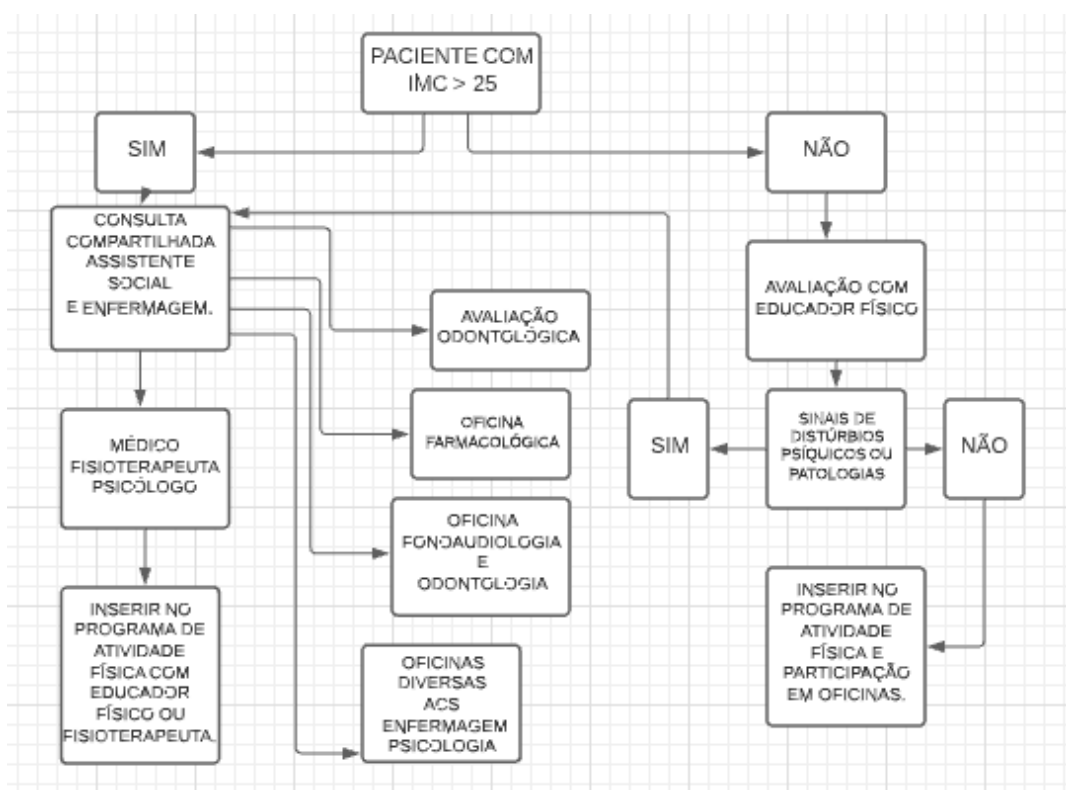 PACIENTE COM
IMC > 25
SIM
NÃO
CONSULTA
COMPARTILHADA
ASSISTENTE
SOCIAL
E ENFERMAGEM.
AVALIAÇÃO COM
EDUCADOR FÍSICO
AVALIAÇÃO
ODONTOLÓGICA
OFICINA
FARMACOLÓGICA
SIM
SINAIS DE
DISTÚRBIOS
PSÍQUICOS OU
PATOLOGIAS
NÃO
MÉDICO
FISIOTERAPEUTA
PSICÓLOGO
OFICINA
FONOAUDIOLOGIA
E
ODONTOLOGIA
INSERIR NO
PROGRAMA DE
ATIVIDADE
FÍSICA COM
EDUCADOR
FÍSICO OU
FISIOTERAPEUTA.
OFICINAS
DIVERSAS
ACS
ENFERMAGEM
PSICOLOGIA
INSERIR NO
PROGRAMA DE
ATIVIDADE
FÍSICA E
PARTICIPAÇÃO
EM OFICINAS.